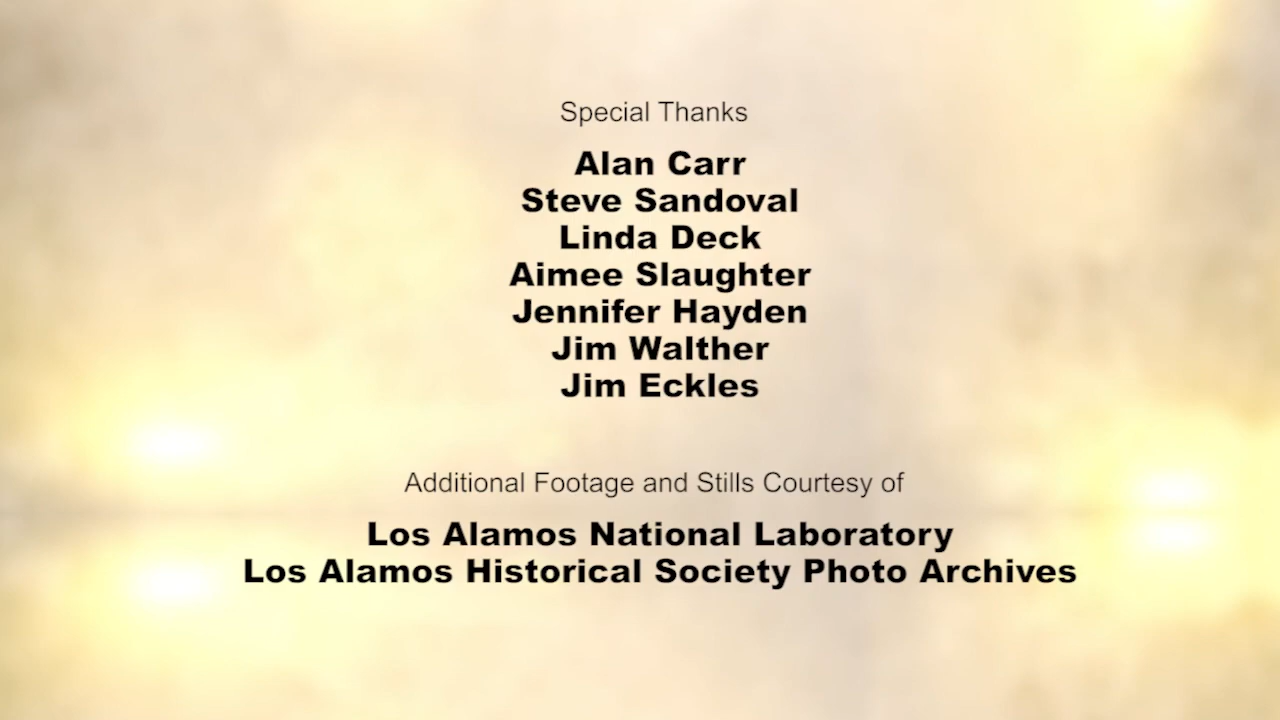 Special Thanks
Alan Carr
Steve Sandoval
Linda Deck
Aimee Slaughter
Jennifer Hayden
Jim Walther
Jim Eckles
Additional Footage and Stills Courtesy of
Los Alamos National Laboratory
Los Alamos Historical Society Photo Archives